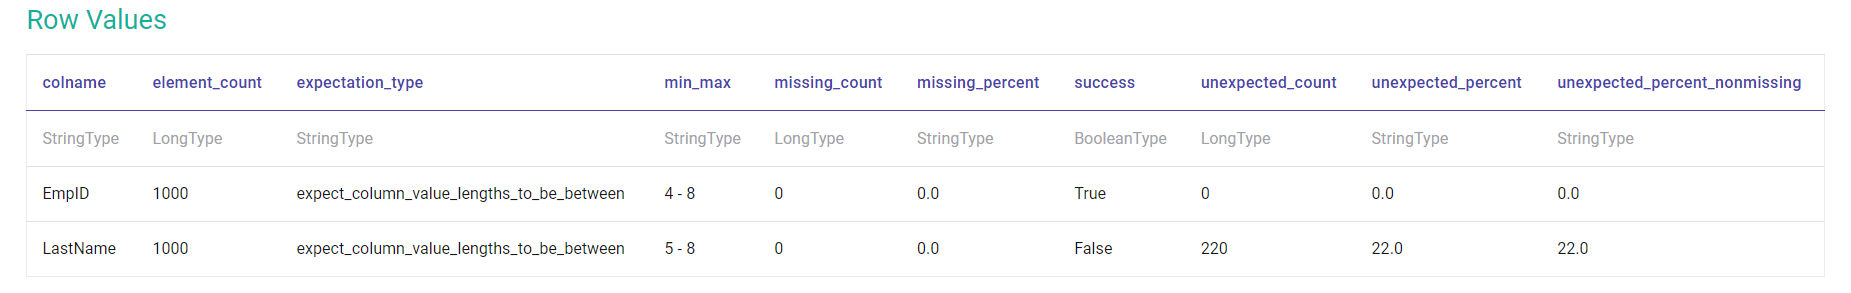 Row Values
colname element_count expectation_type min_max missing_count missing_percent success unexpected_count unexpected_percent unexpected_percent_nonmissing
StringType LongType StringType StringType LongType StringType BooleanType LongType StringType StringType
EmpID 1000 expect_column_value_lengths_to_be_between 4 - 8 0 0.0 True 0 0.0 0.0
LastName 1000 expect_column_value_lengths_to_be_between 5 - 8 0 0.0 False 220 22.0 22.0